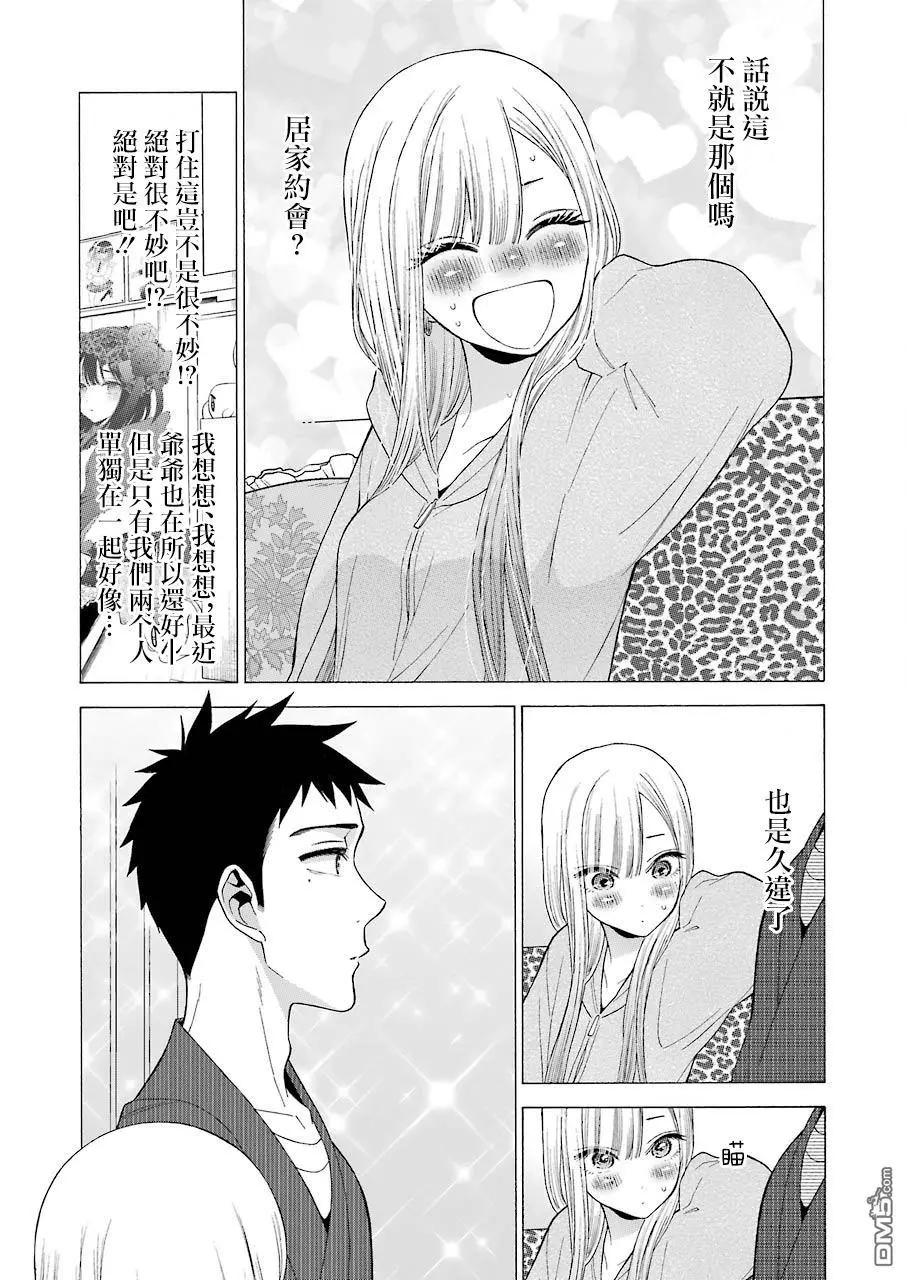 話說這
不就是那個嗎
居家約會？
打住這豈不是很不妙!?
絕對很不妙吧!?
絕對是吧!!
我想想、我想想，最近
爺爺也在所以還好—
但是只有我們兩个人
單獨在一起好像…
也是久違了
瞄
DM5.com